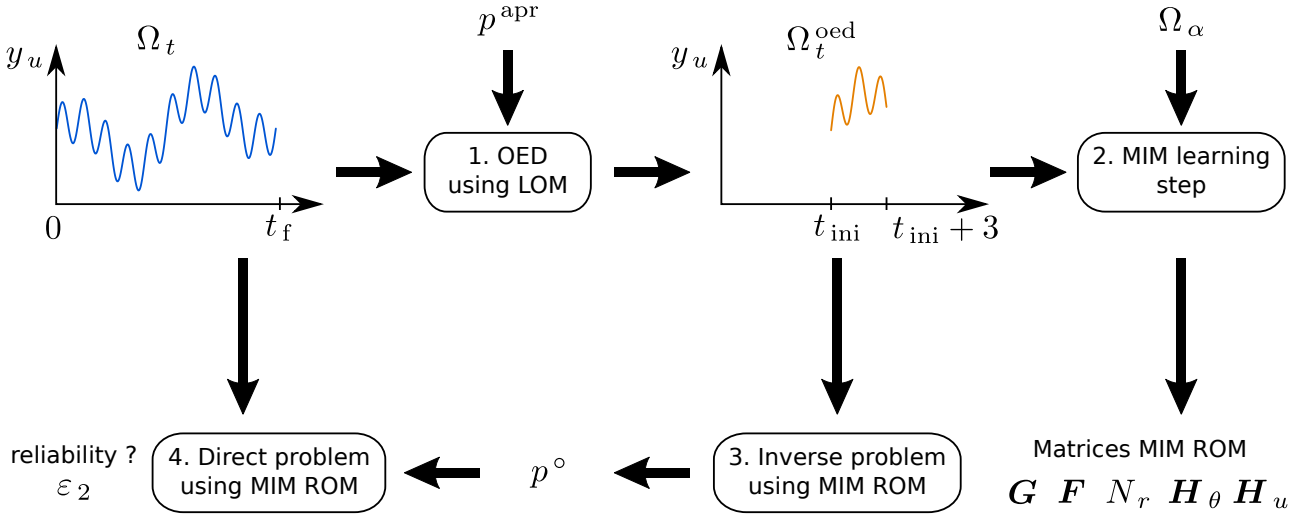 Ω_t
y_u
0
t_f
p^apr
1. OED
using LOM
Ω_t^oed
y_u
t_ini
t_ini + 3
Ω_α
2. MIM learning
step
reliability ?
ε_2
4. Direct problem
using MIM ROM
p°
3. Inverse problem
using MIM ROM
Matrices MIM ROM
G F N_r H_θ H_u